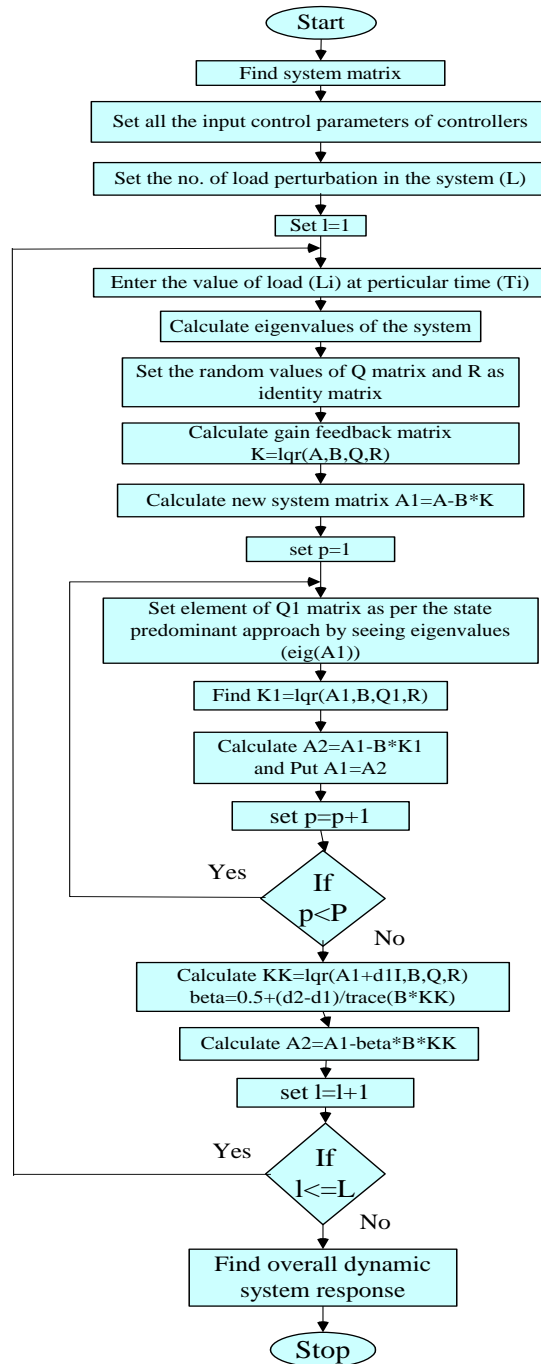 Start
Find system matrix
Set all the input control parameters of controllers
Set the no. of load perturbation in the system (L)
Set l=1
Enter the value of load (Li) at perticular time (Ti)
Calculate eigenvalues of the system
Set the random values of Q matrix and R as
identity matrix
Calculate gain feedback matrix
K=lqr(A,B,Q,R)
Calculate new system matrix A1=A-B*K
set p=1
Set element of Q1 matrix as per the state
predominant approach by seeing eigenvalues
(eig(A1))
Find K1=lqr(A1,B,Q1,R)
Calculate A2=A1-B*K1
and Put A1=A2
set p=p+1
Yes
If
p<P
No
Calculate KK=lqr(A1+d1I,B,Q,R)
beta=0.5+(d2-d1)/trace(B*KK)
Calculate A2=A1-beta*B*KK
set l=l+1
Yes
If
l<=L
No
Find overall dynamic
system response
Stop